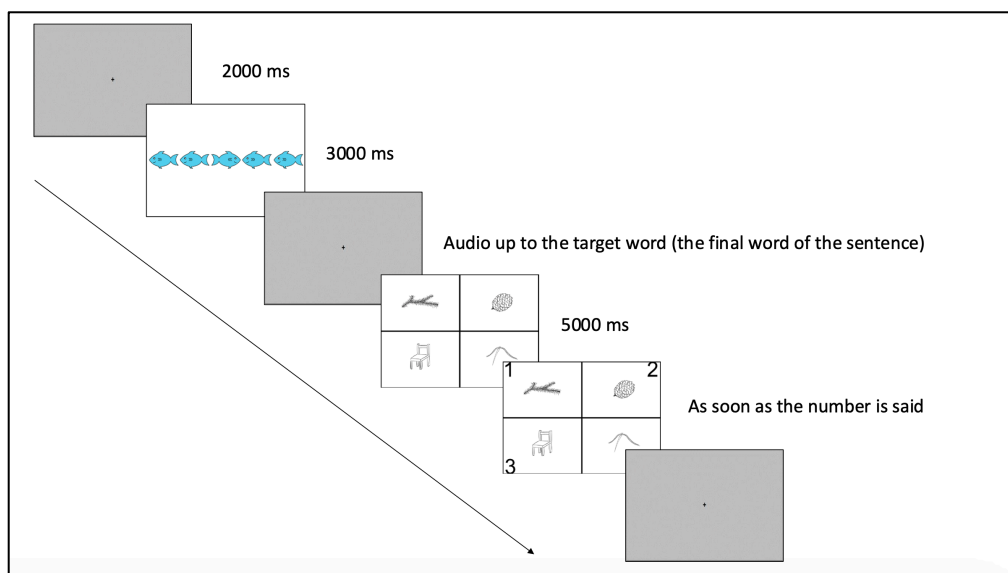 2000 ms
3000 ms
Audio up to the target word (the final word of the sentence)
5000 ms
1 2
As soon as the number is said
3